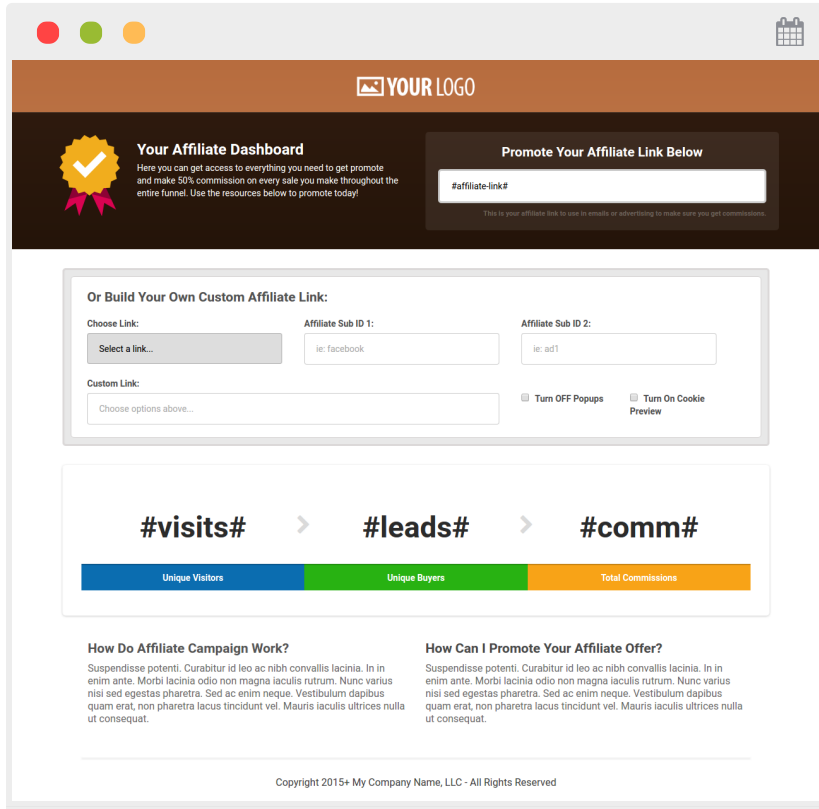 YOUR LOGO
Your Affiliate Dashboard
Here you can get access to everything you need to get promote
and make 50% commission on every sale you make throughout the
entire funnel. Use the resources below to promote today!
Promote Your Affiliate Link Below
#affiliate-link#
This is your affiliate link to use in emails or advertising to make sure you get commissions.
Or Build Your Own Custom Affiliate Link:
Choose Link:
Affiliate Sub ID 1:
Affiliate Sub ID 2:
Select a link...
ie: facebook
ie: ad1
Custom Link:
Choose options above...
Turn OFF Popups
Turn On Cookie
Preview
#visits#
#leads#
#comm#
Unique Visitors
Unique Buyers
Total Commissions
How Do Affiliate Campaign Work?
Suspendisse potenti. Curabitur id leo ac nibh convallis lacinia. In in
enim ante. Morbi lacinia odio non magna iaculis rutrum. Nunc varius
nisi sed egestas pharetra. Sed ac enim neque. Vestibulum dapibus
quam erat, non pharetra lacus tincidunt vel. Mauris iaculis ultrices nulla
ut consequat.
How Can I Promote Your Affiliate Offer?
Suspendisse potenti. Curabitur id leo ac nibh convallis lacinia. In in
enim ante. Morbi lacinia odio non magna iaculis rutrum. Nunc varius
nisi sed egestas pharetra. Sed ac enim neque. Vestibulum dapibus
quam erat, non pharetra lacus tincidunt vel. Mauris iaculis ultrices nulla
ut consequat.
Copyright 2015+ My Company Name, LLC - All Rights Reserved